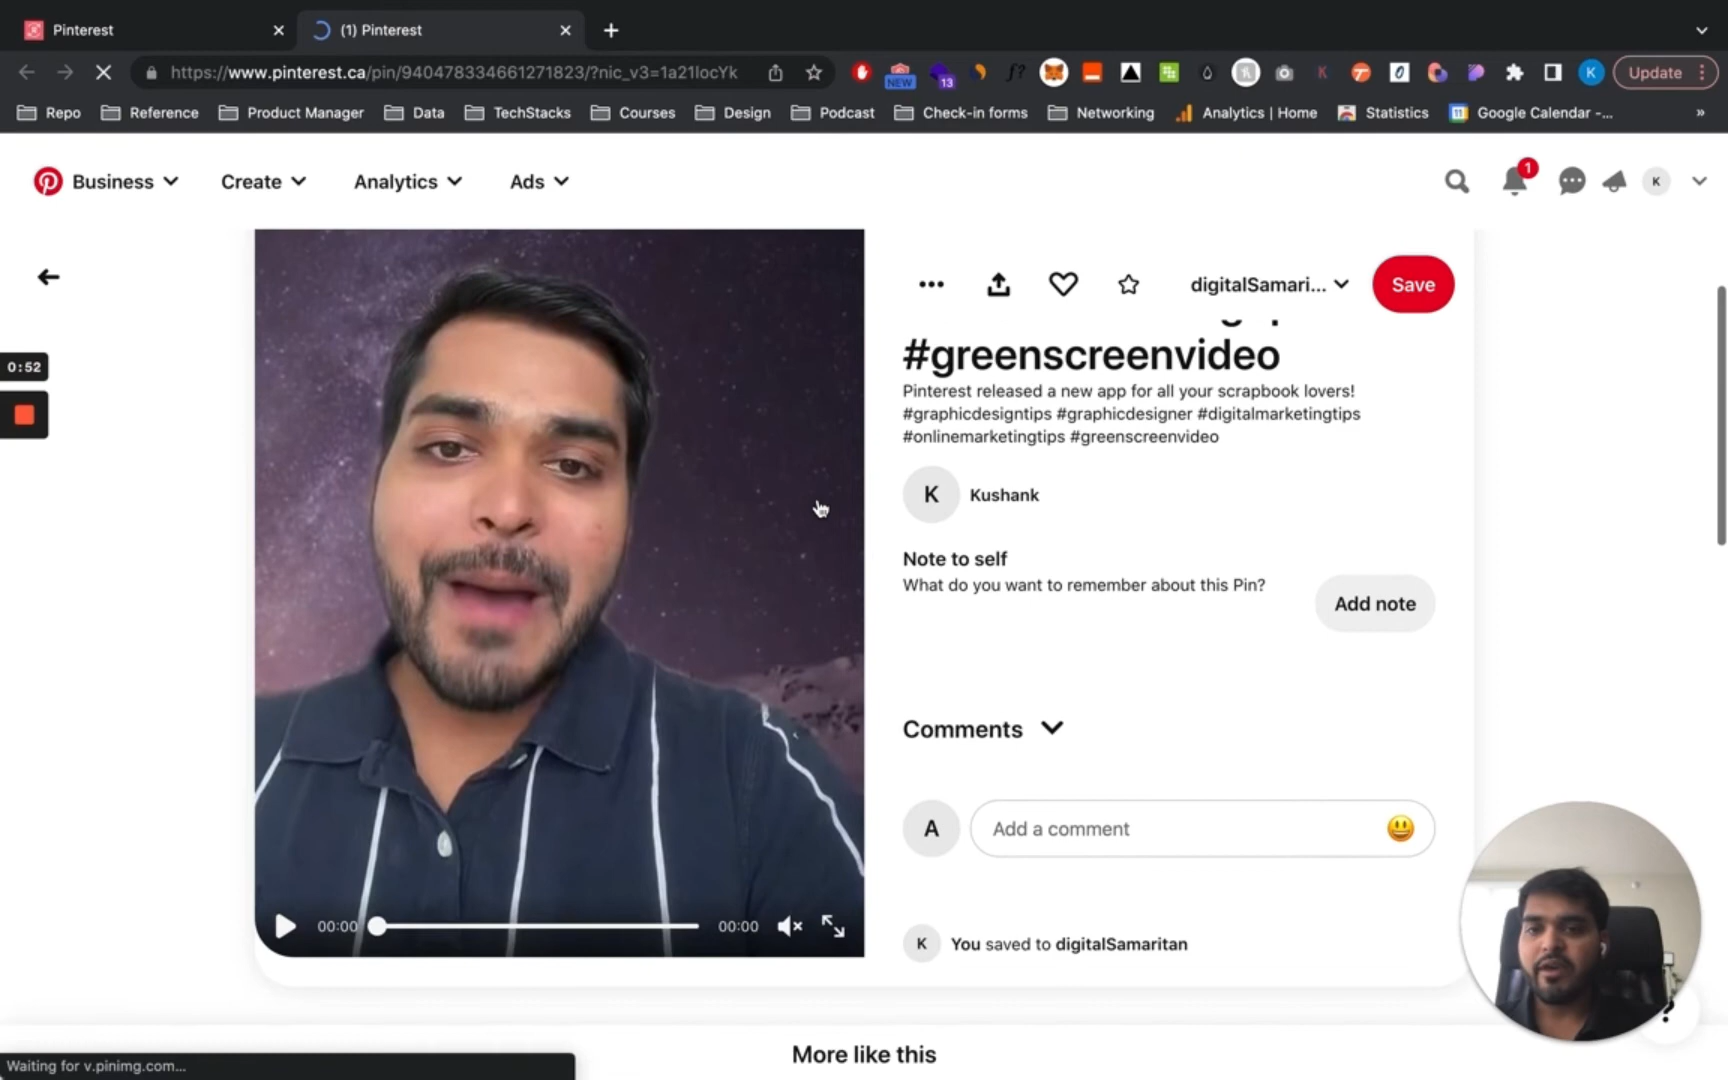 Pinterest
(1) Pinterest
https://www.pinterest.ca/pin/940478334661271823/?nic_v3=1a21IocYk
NEW
13
f?
K
Update
Repo
Reference
Product Manager
Data
TechStacks
Courses
Design
Podcast
Check-in forms
Networking
Analytics | Home
Statistics
Google Calendar -...
»
Business
Create
Analytics
Ads
1
K
0:52
digitalSamari...
Save
#greenscreenvideo
Pinterest released a new app for all your scrapbook lovers!
#graphicdesigntips #graphicdesigner #digitalmarketingtips
#onlinemarketingtips #greenscreenvideo
K Kushank
Note to self
What do you want to remember about this Pin?
Add note
Comments
A
Add a comment
00:00
00:00
K
You saved to digitalSamaritan
?
More like this
Waiting for v.pinimg.com...